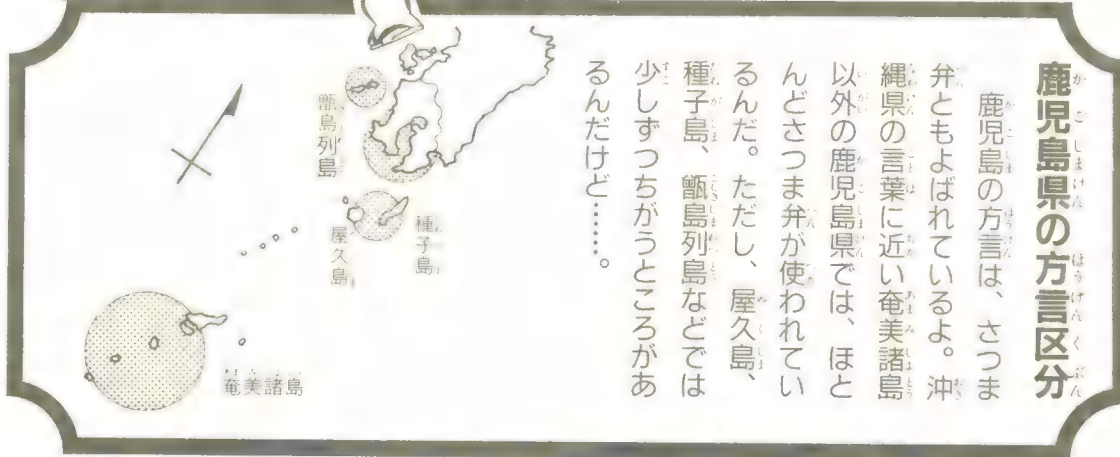 鹿児島県の方言区分
鹿児島の方言は、さつま
弁ともよばれているよ。沖
縄県の言葉に近い奄美諸島
以外の鹿児島県では、ほと
んどさつま弁が使われてい
るんだ。ただし、屋久島、
種子島、甑島列島などでは
少しずつちがうところがあ
るんだけど……。
甑島列島
種子島
屋久島
奄美諸島